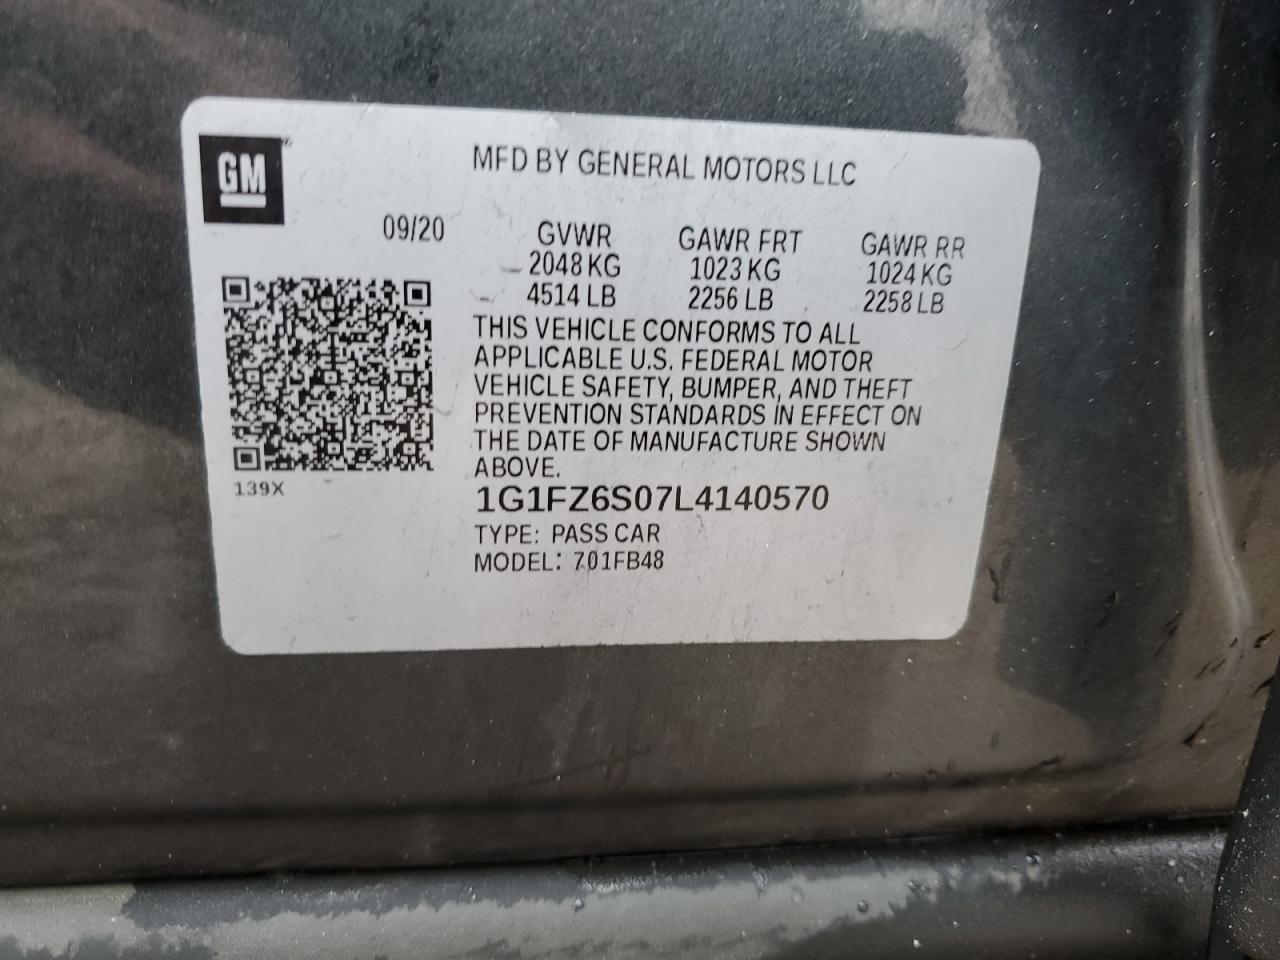 GM
MFD BY GENERAL MOTORS LLC
09/20
GVWR GAWR FRT GAWR RR
2048 KG 1023 KG 1024 KG
4514 LB 2256 LB 2258 LB
THIS VEHICLE CONFORMS TO ALL
APPLICABLE U.S. FEDERAL MOTOR
VEHICLE SAFETY, BUMPER, AND THEFT
PREVENTION STANDARDS IN EFFECT ON
THE DATE OF MANUFACTURE SHOWN
ABOVE.
139X
1G1FZ6S07L4140570
TYPE: PASS CAR
MODEL: 701FB48